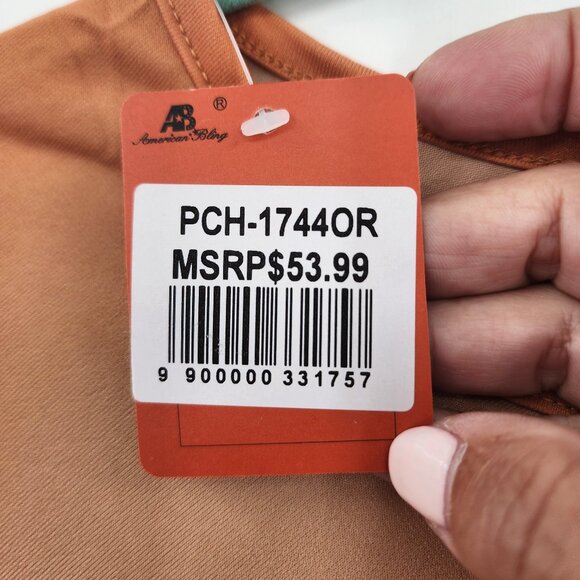 AB ®
American Bling
PCH-1744OR
MSRP$53.99
9 900000 331757